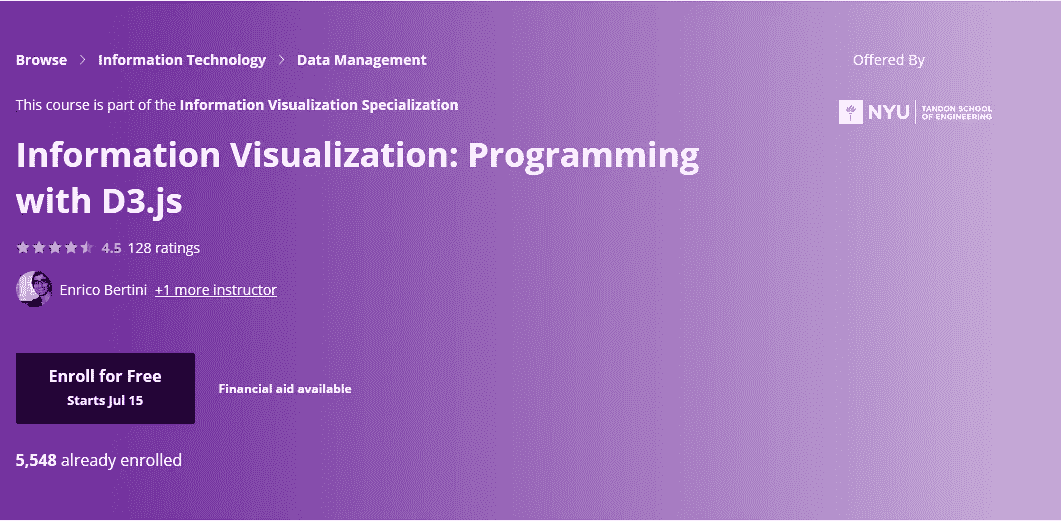 Browse > Information Technology > Data Management
Offered By
This course is part of the Information Visualization Specialization
NYU TANDON SCHOOL
OF ENGINEERING
Information Visualization: Programming
with D3.js
4.5 128 ratings
Enrico Bertini +1 more instructor
Enroll for Free
Starts Jul 15
Financial aid available
5,548 already enrolled